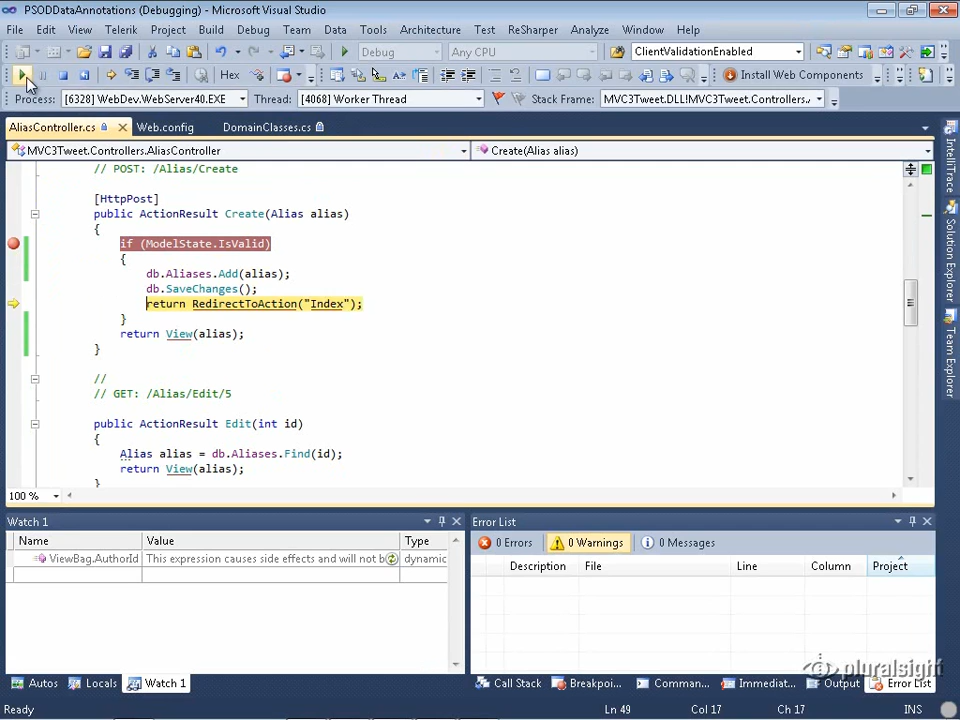 PSODDataAnnotations (Debugging) - Microsoft Visual Studio
File Edit View Telerik Project Build Debug Team Data Tools Architecture Test ReSharper Analyze Window Help
Debug Any CPU ClientValidationEnabled
Hex Install Web Components
Process: [6328] WebDev.WebServer40.EXE Thread: [4068] Worker Thread Stack Frame: MVC3Tweet.DLL!MVC3Tweet.Controllers.
AliasController.cs Web.config DomainClasses.cs
MVC3Tweet.Controllers.AliasController Create(Alias alias)
// POST: /Alias/Create
[HttpPost]
public ActionResult Create(Alias alias)
{
if (ModelState.IsValid)
{
db.Aliases.Add(alias);
db.SaveChanges();
return RedirectToAction("Index");
}
return View(alias);
}
//
// GET: /Alias/Edit/5
public ActionResult Edit(int id)
{
Alias alias = db.Aliases.Find(id);
return View(alias);
}
100 %
IntelliTrace
Solution Explorer
Team Explorer
Watch 1
Name Value Type
ViewBag.AuthorId This expression causes side effects and will not b dynamic
Error List
0 Errors 0 Warnings 0 Messages
Description File Line Column Project
pluralsight
Autos Locals Watch 1 Call Stack Breakpoi... Comman... Immediat... Output Error List
Ready Ln 49 Col 17 Ch 17 INS